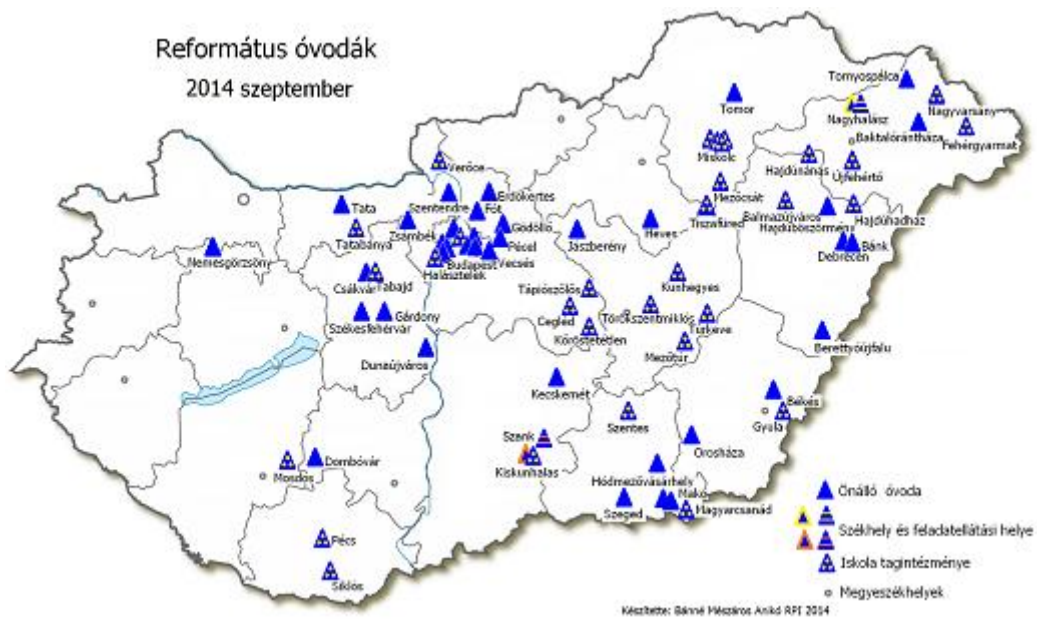 Református óvodák
2014 szeptember
Tornyospálca
Tomor
Nagyvarsány
Nagyhalász
Baktalórántháza
Fehérgyarmat
Miskolc
Hajdúnánás
Újfehértó
Verőce
Mezőcsát
Szentendre
Erdőkertes
Tata
Fót
Tiszafüred
Balmazújváros
Hajdúhadház
Hajdúböszörmény
Tatabánya
Zsámbék
Gödöllő
Jászberény
Heves
Nemesgörzsöny
Pécel
Debrecen
Bánk
Budapest
Vecsés
Halásztelek
Csákvár
Tabajd
Tápiószőlős
Kunhegyes
Székesfehérvár
Gárdony
Cegléd
Törökszentmiklós
Túrkeve
Kőröstetétlen
Berettyóújfalu
Dunaújváros
Mezőtúr
Kecskemét
Békés
Szentes
Gyula
Szank
Orosháza
Kiskunhalas
Mosdós
Dombóvár
Hódmezővásárhely
Makó
Szeged
Magyarcsanád
Pécs
Siklós
Önálló óvoda
Székhely és feladatellátási helye
Iskola tagintézménye
Megyeszékhelyek
Készítette: Bánné Mészáros Anikó RPI 2014